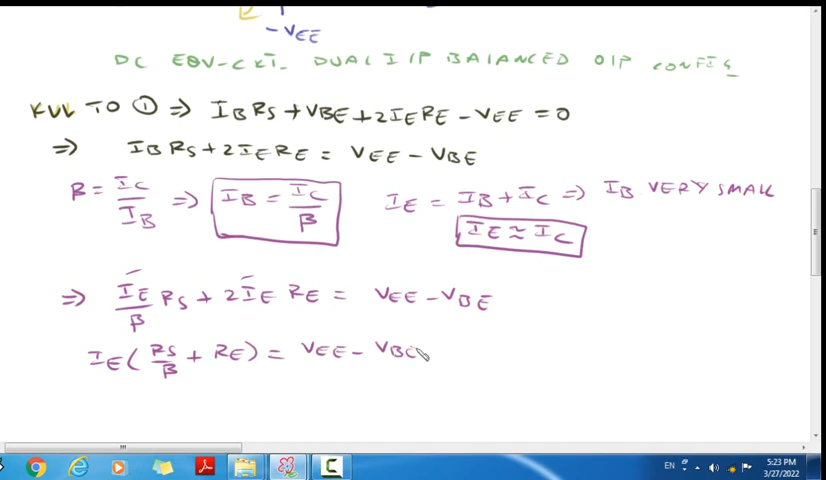 -VEE
DC EQV-CKT. DUAL I/P BALANCED O/P CONFIG
KVL TO ① ⇒ IBRS + VBE + 2IERE - VEE = 0
⇒ IBRS + 2IERE = VEE - VBE
β = IC/IB ⇒ IB = IC/β IE = IB + IC ⇒ IB VERY SMALL
IE ≈ IC
⇒ IE/β RS + 2IE RE = VEE - VBE
IE(RS/β + RE) = VEE - VBE
EN 5:23 PM
3/27/2022